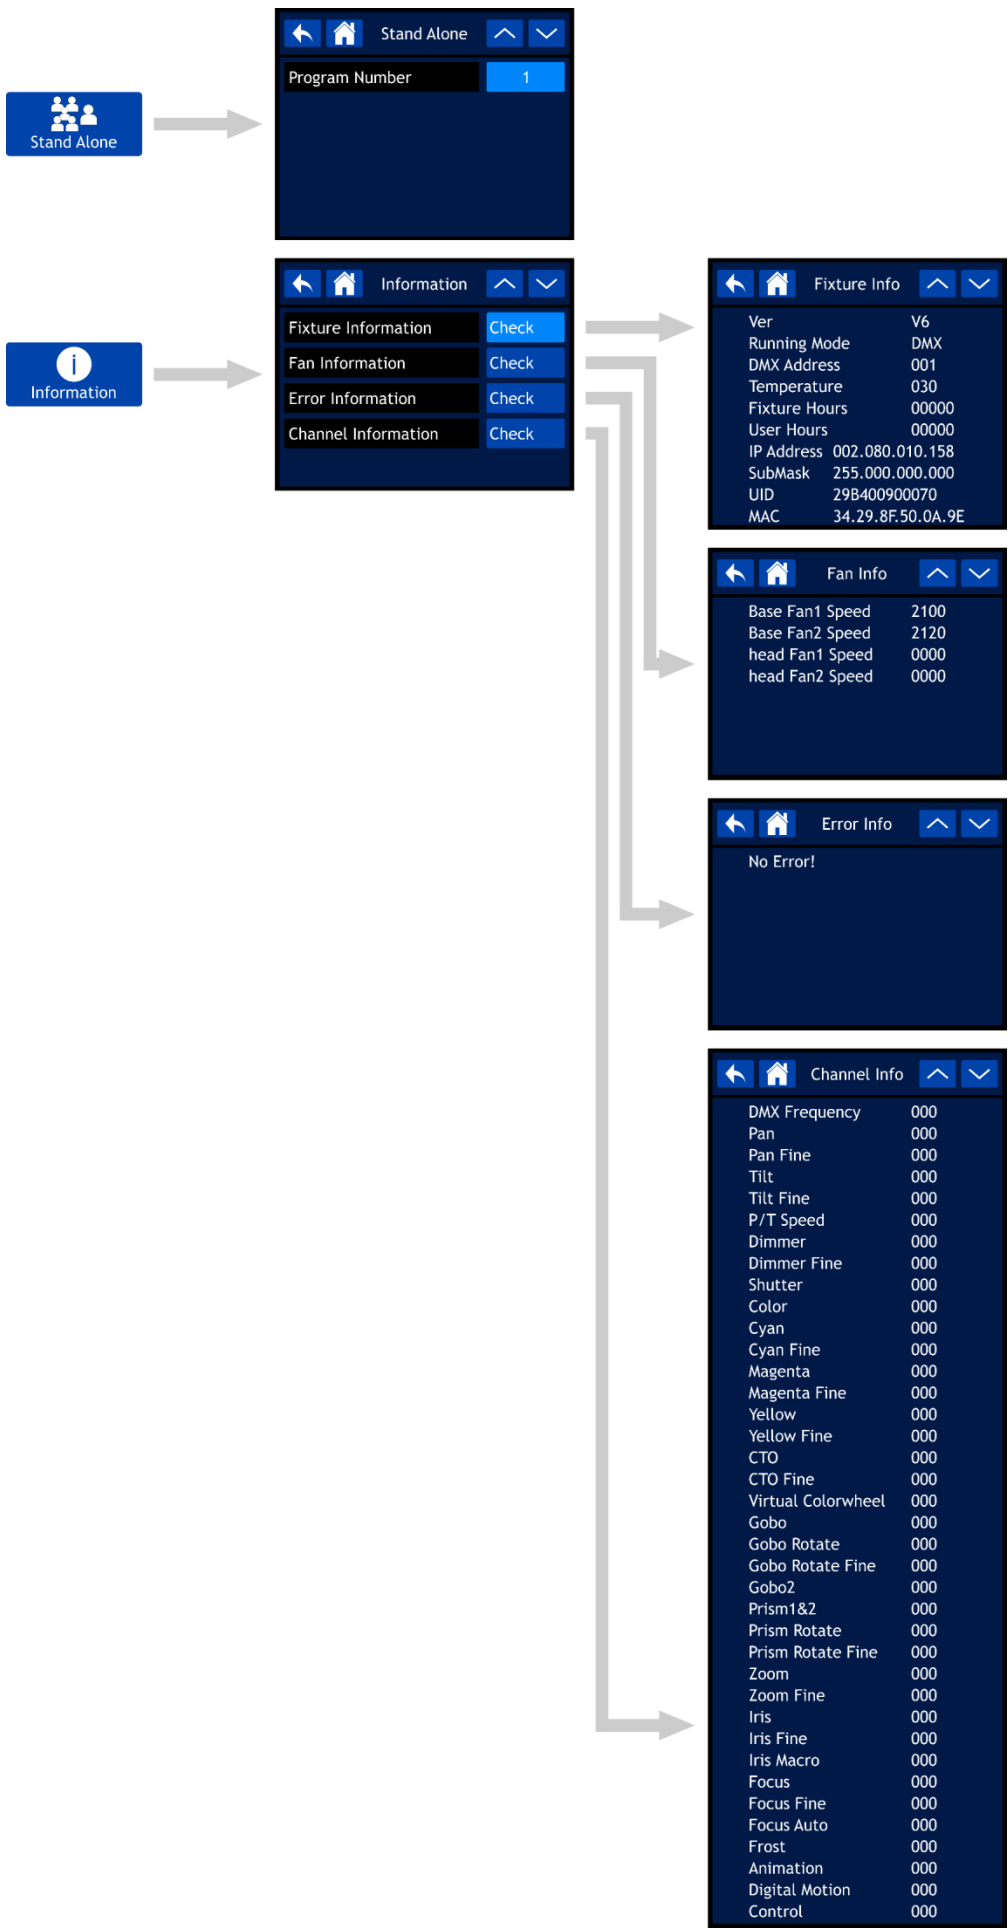 Stand Alone
Program Number 1
Stand Alone
Information
Fixture Information Check
Fan Information Check
Error Information Check
Channel Information Check
Information
Fixture Info
Ver V6
Running Mode DMX
DMX Address 001
Temperature 030
Fixture Hours 00000
User Hours 00000
IP Address 002.080.010.158
SubMask 255.000.000.000
UID 29B400900070
MAC 34.29.8F.50.0A.9E
Fan Info
Base Fan1 Speed 2100
Base Fan2 Speed 2120
head Fan1 Speed 0000
head Fan2 Speed 0000
Error Info
No Error!
Channel Info
DMX Frequency 000
Pan 000
Pan Fine 000
Tilt 000
Tilt Fine 000
P/T Speed 000
Dimmer 000
Dimmer Fine 000
Shutter 000
Color 000
Cyan 000
Cyan Fine 000
Magenta 000
Magenta Fine 000
Yellow 000
Yellow Fine 000
CTO 000
CTO Fine 000
Virtual Colorwheel 000
Gobo 000
Gobo Rotate 000
Gobo Rotate Fine 000
Gobo2 000
Prism1&2 000
Prism Rotate 000
Prism Rotate Fine 000
Zoom 000
Zoom Fine 000
Iris 000
Iris Fine 000
Iris Macro 000
Focus 000
Focus Fine 000
Focus Auto 000
Frost 000
Animation 000
Digital Motion 000
Control 000